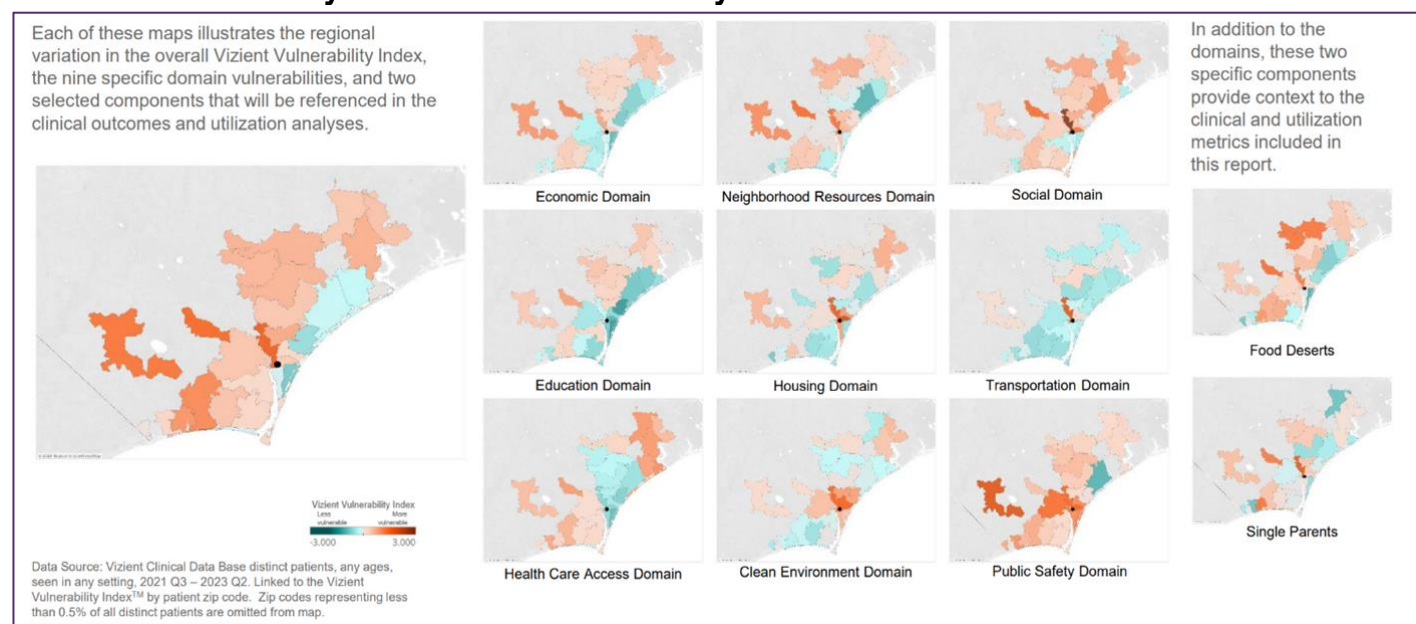 Each of these maps illustrates the regional
variation in the overall Vizient Vulnerability Index,
the nine specific domain vulnerabilities, and two
selected components that will be referenced in the
clinical outcomes and utilization analyses.
Vizient Vulnerability Index
Less More
vulnerable vulnerable
-3.000 3.000
Data Source: Vizient Clinical Data Base distinct patients, any ages,
seen in any setting, 2021 Q3 – 2023 Q2. Linked to the Vizient
Vulnerability Index™ by patient zip code. Zip codes representing less
than 0.5% of all distinct patients are omitted from map.
Economic Domain
Neighborhood Resources Domain
Social Domain
Education Domain
Housing Domain
Transportation Domain
Health Care Access Domain
Clean Environment Domain
Public Safety Domain
In addition to the
domains, these two
specific components
provide context to the
clinical and utilization
metrics included in
this report.
Food Deserts
Single Parents